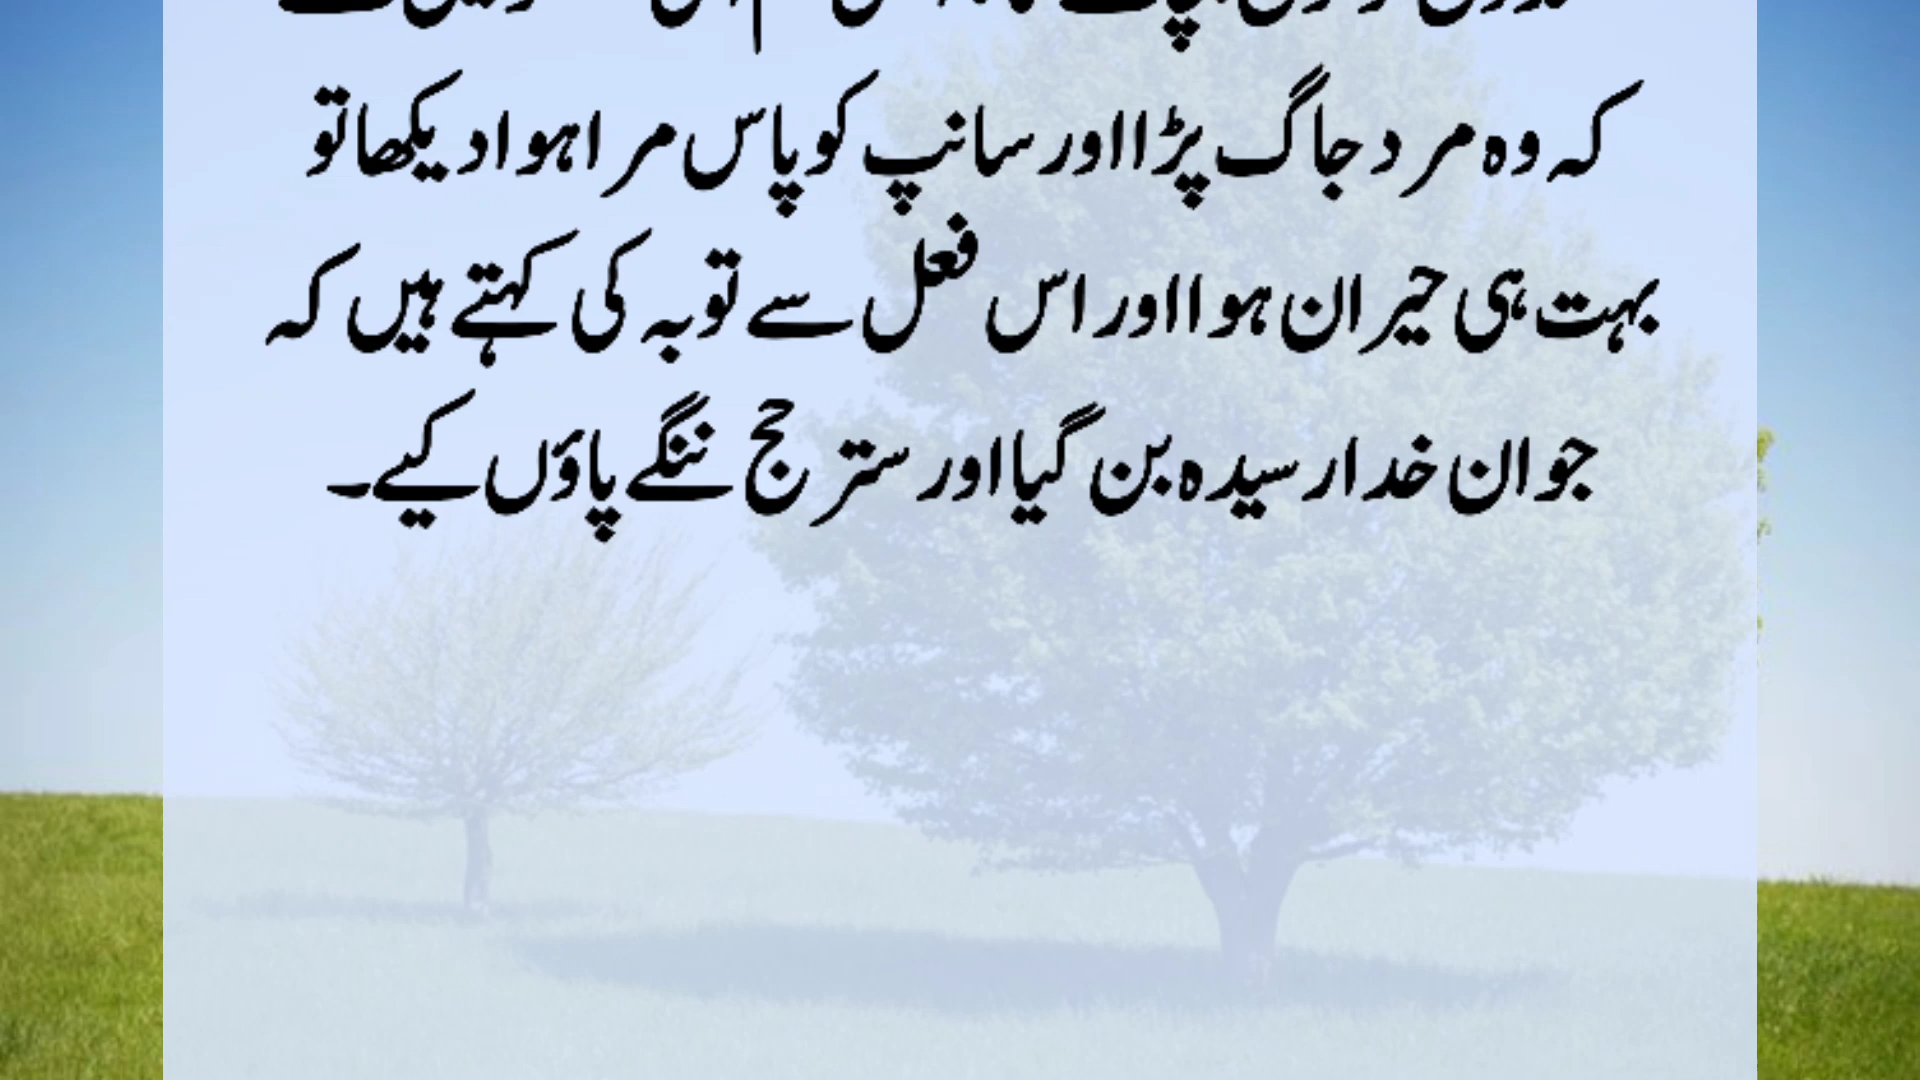 کہ وہ مرد جاگ پڑا اور سانپ کو پاس مرا ہوا دیکھا تو
بہت ہی حیران ہوا اور اس فعل سے توبہ کی کہتے ہیں کہ
جوان خدا رسیدہ بن گیا اور ستر حج ننگے پاؤں کیے۔